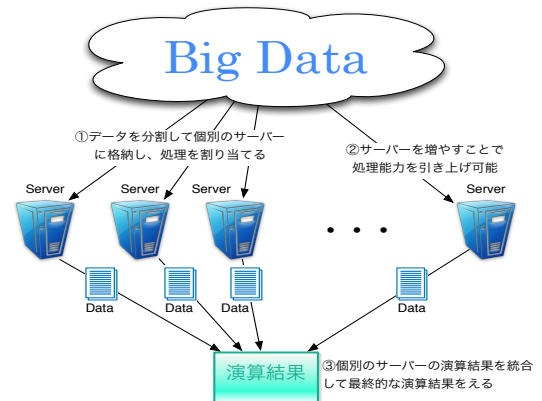 Big Data
①データを分割して個別のサーバー
に格納し、処理を割り当てる
②サーバーを増やすことで
処理能力を引き上げ可能
Server
Server
Server
Server
・・・
Data
Data
Data
Data
演算結果
③個別のサーバーの演算結果を統合
して最終的な演算結果をえる